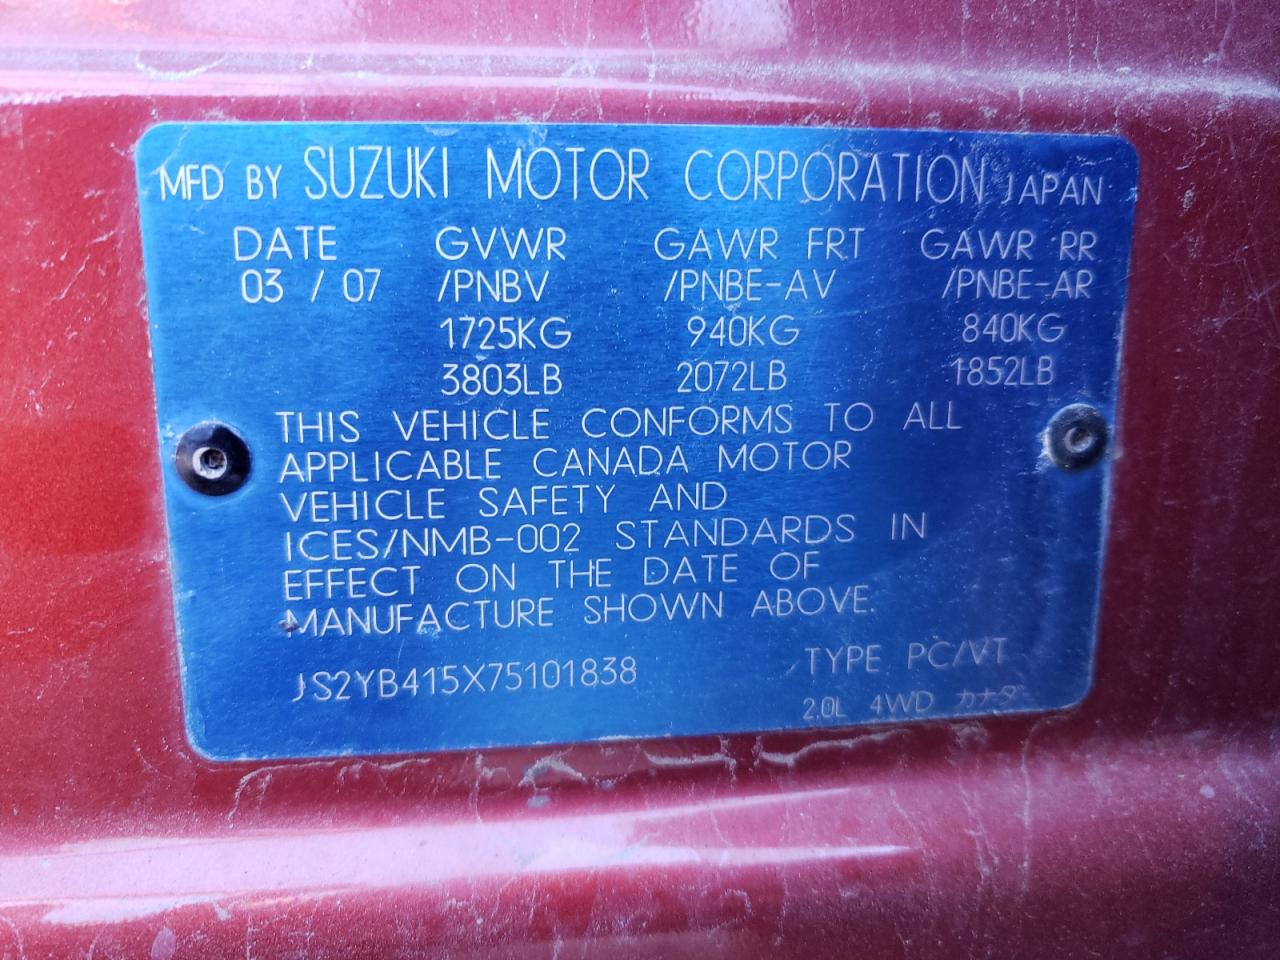 MFD BY SUZUKI MOTOR CORPORATION JAPAN
DATE GVWR GAWR FRT GAWR RR
03 / 07 /PNBV /PNBE-AV /PNBE-AR
1725KG 940KG 840KG
3803LB 2072LB 1852LB
THIS VEHICLE CONFORMS TO ALL
APPLICABLE CANADA MOTOR
VEHICLE SAFETY AND
ICES/NMB-002 STANDARDS IN
EFFECT ON THE DATE OF
MANUFACTURE SHOWN ABOVE.
JS2YB415X75101838 TYPE PC/VT
2.0L 4WD カナダ